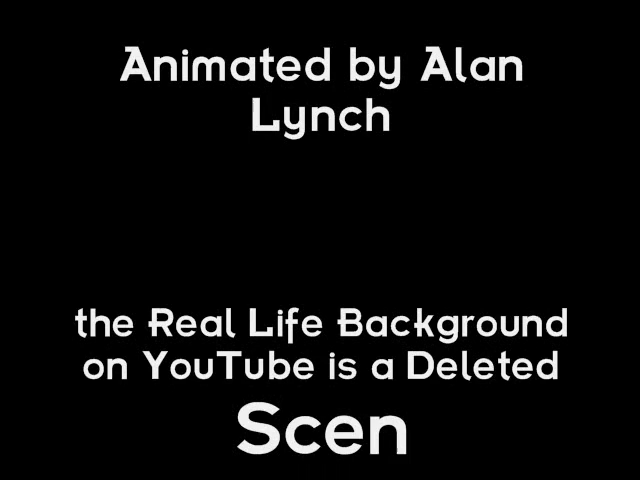 Animated by Alan
Lynch
the Real Life Background
on YouTube is a Deleted
Scen